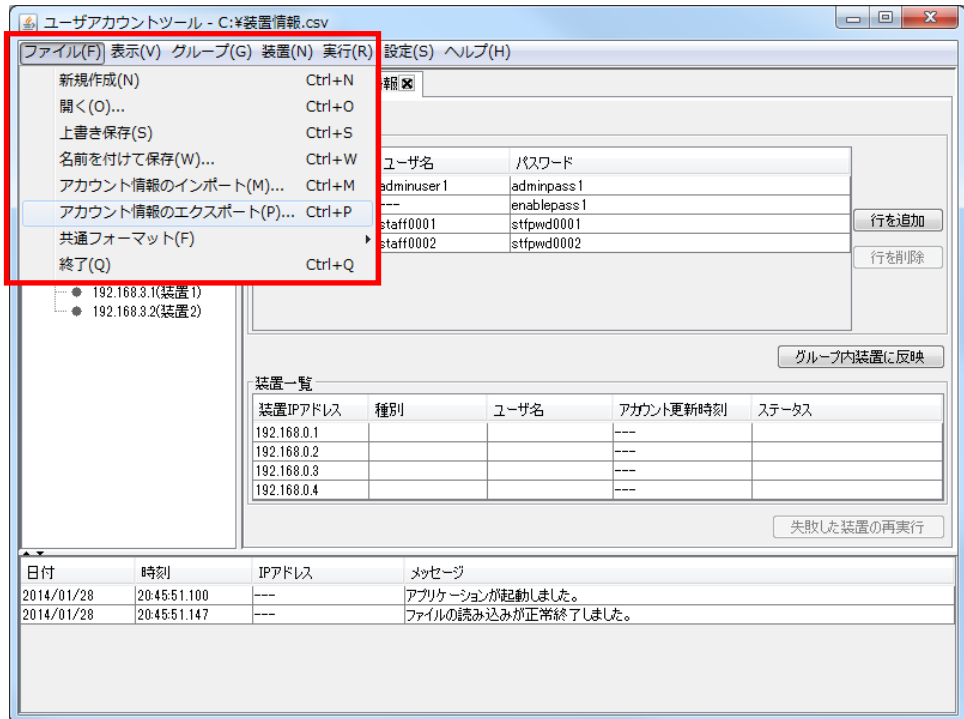 ユーザアカウントツール - C:¥装置情報.csv
ファイル(F) 表示(V) グループ(G) 装置(N) 実行(R) 設定(S) ヘルプ(H)
新規作成(N) Ctrl+N
開く(O)... Ctrl+O
上書き保存(S) Ctrl+S
名前を付けて保存(W)... Ctrl+W
アカウント情報のインポート(M)... Ctrl+M
アカウント情報のエクスポート(P)... Ctrl+P
共通フォーマット(F)
終了(Q) Ctrl+Q
192.168.3.1(装置1)
192.168.3.2(装置2)
報
ユーザ名 パスワード
adminuser1 adminpass1
--- enablepass1
staff0001 stfpwd0001
staff0002 stfpwd0002
行を追加
行を削除
グループ内装置に反映
装置一覧
装置IPアドレス 種別 ユーザ名 アカウント更新時刻 ステータス
192.168.0.1 ---
192.168.0.2 ---
192.168.0.3 ---
192.168.0.4 ---
失敗した装置の再実行
日付 時刻 IPアドレス メッセージ
2014/01/28 20:45:51.100 --- アプリケーションが起動しました。
2014/01/28 20:45:51.147 --- ファイルの読み込みが正常終了しました。